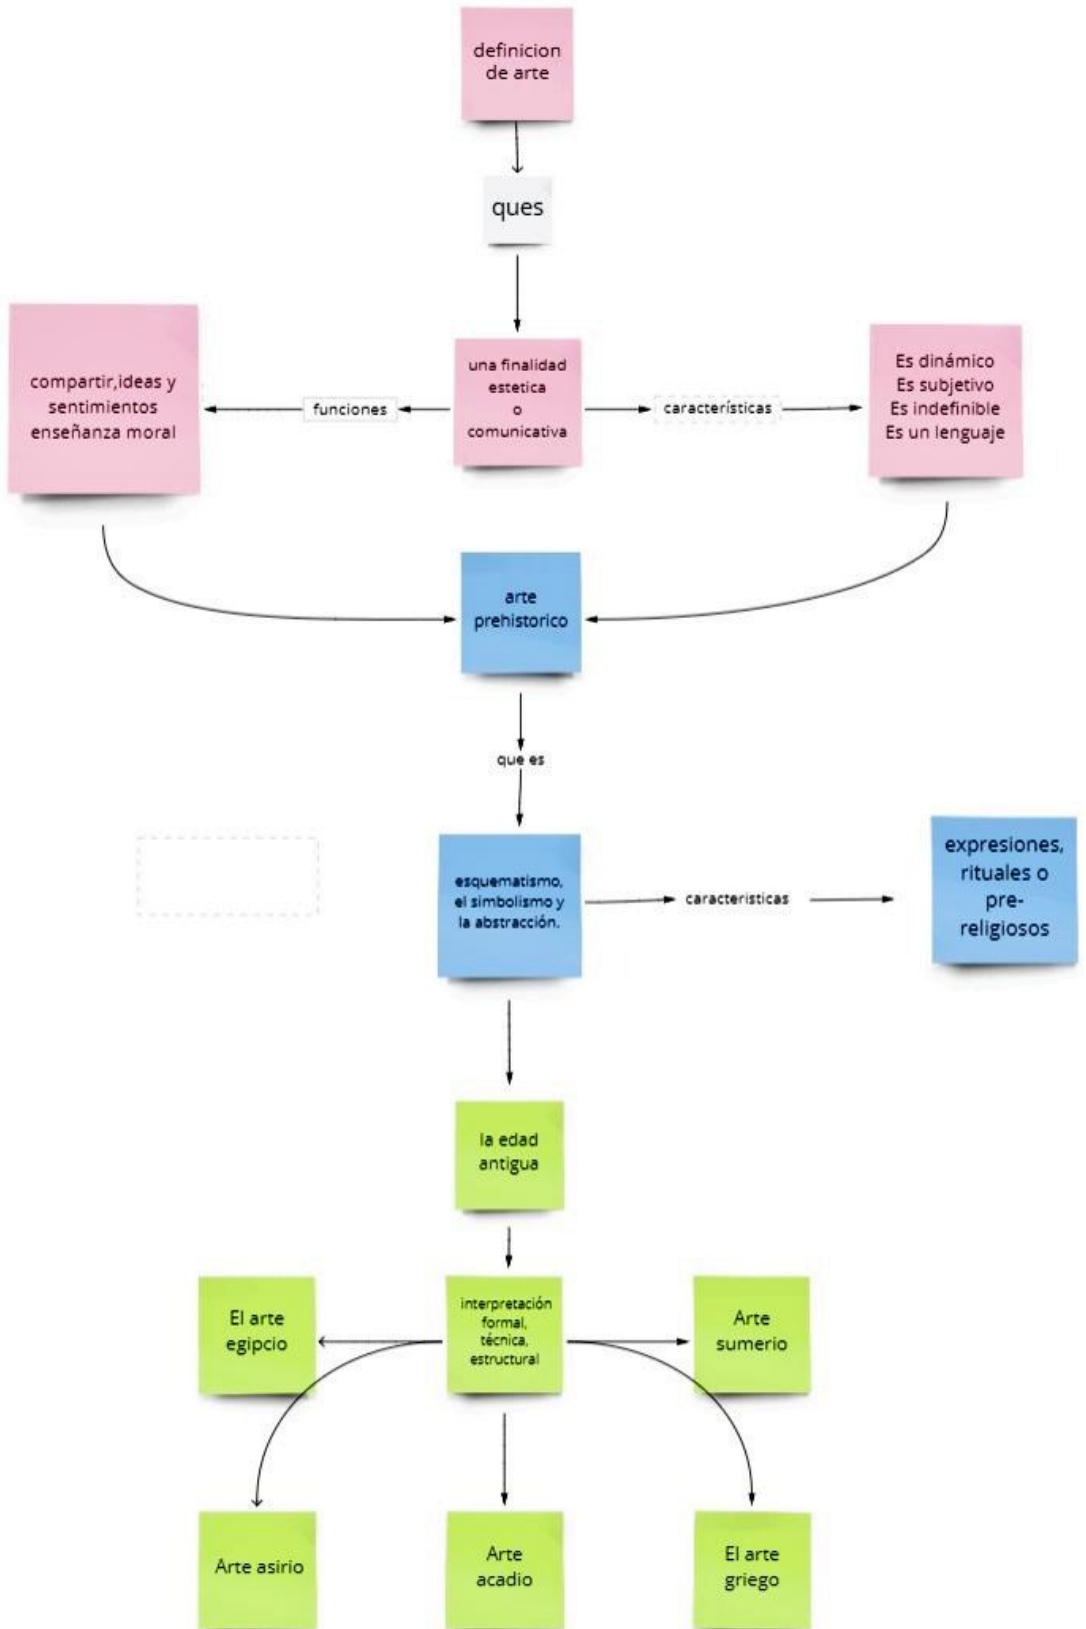 definicion
de arte
ques
compartir,ideas y
sentimientos
enseñanza moral
funciones
una finalidad
estetica
o
comunicativa
característícas
Es dinámico
Es subjetivo
Es indefinible
Es un lenguaje
arte
prehistorico
que es
esquematismo,
el simbolismo y
la abstracción.
caracteristicas
expresiones,
rituales o
pre-
religiosos
la edad
antigua
El arte
egipcio
interpretación
formal,
técnica,
estructural
Arte
sumerio
Arte asirio
Arte
acadio
El arte
griego